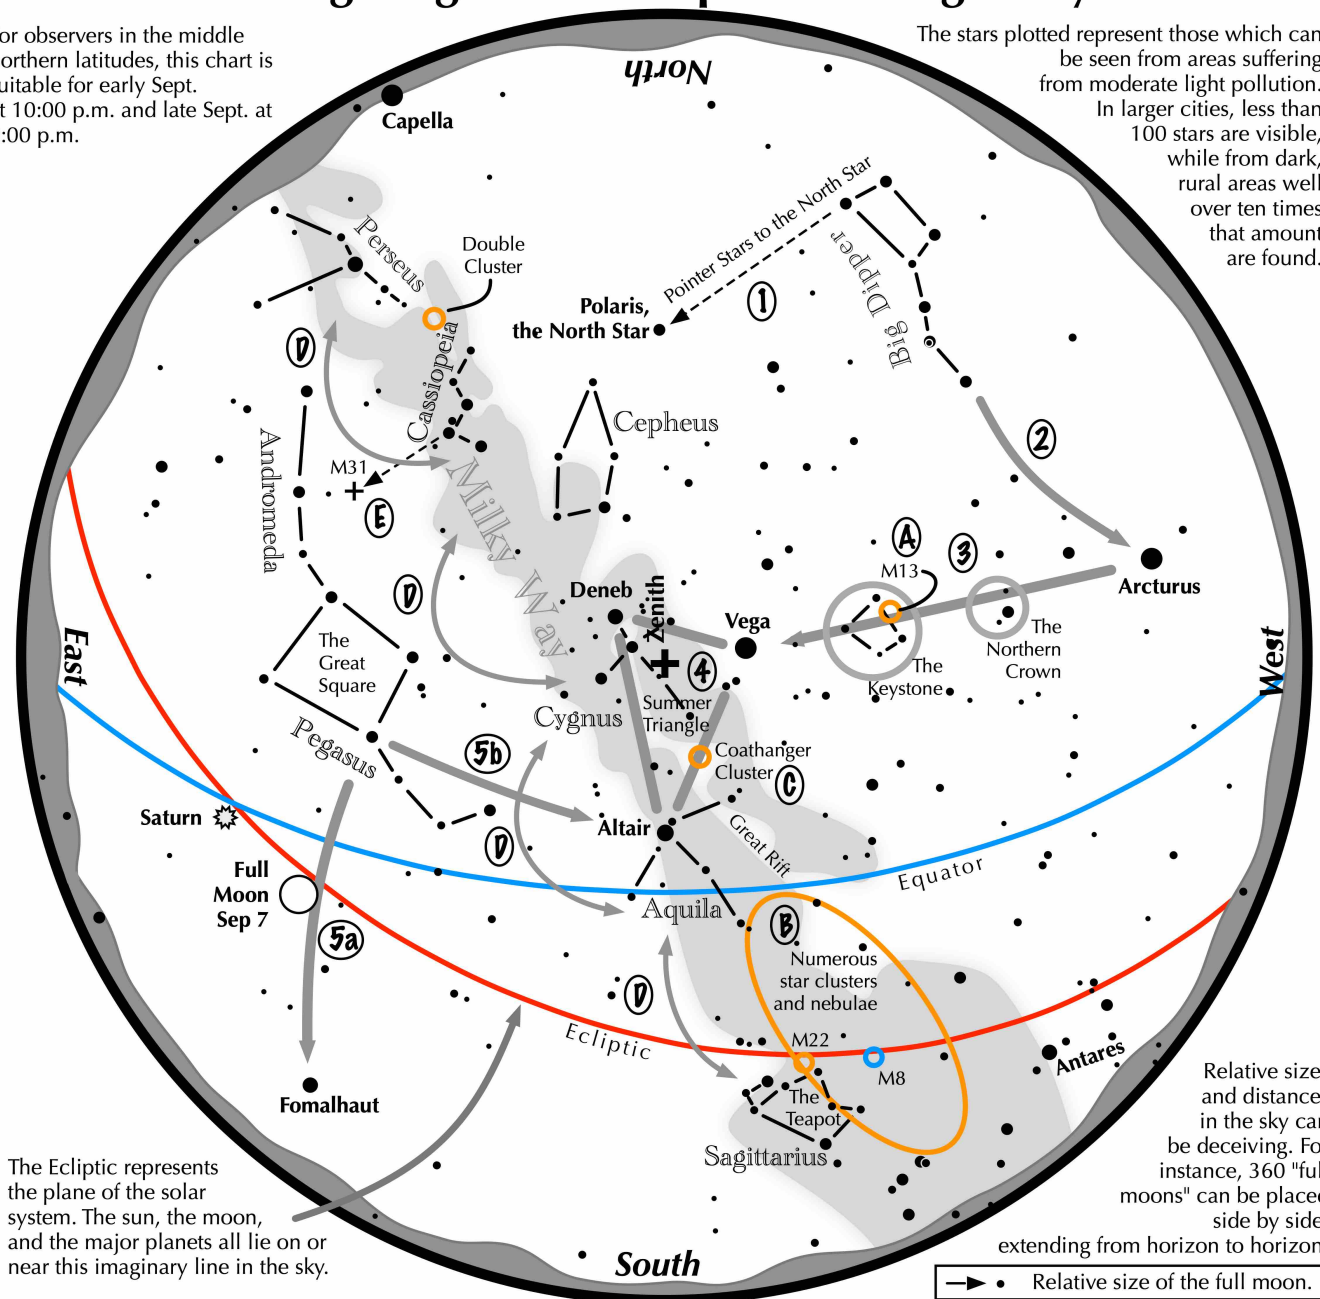 or observers in the middle
orthern latitudes, this chart is
uitable for early Sept.
t 10:00 p.m. and late Sept. at
:00 p.m.
The stars plotted represent those which can
be seen from areas suffering
from moderate light pollution.
In larger cities, less than
100 stars are visible,
while from dark,
rural areas well
over ten times
that amount
are found.
North
Capella
Perseus
Double
Cluster
Pointer Stars to the North Star
1
Polaris,
the North Star
Big Dipper
D
Cassiopeia
Cepheus
2
Andromeda
M31
E
Milky Way
A
3
M13
Arcturus
D
Deneb
Zenith
Vega
4
The
Northern
Crown
The
Keystone
East
West
The
Great
Square
Cygnus
Summer
Triangle
Pegasus
5b
Coathanger
Cluster
C
Saturn
Altair
D
Great Rift
Equator
Full
Moon
Sep 7
5a
Aquila
B
Numerous
star clusters
and nebulae
D
Ecliptic
M22
M8
Antares
The
Teapot
Sagittarius
Fomalhaut
The Ecliptic represents
the plane of the solar
system. The sun, the moon,
and the major planets all lie on or
near this imaginary line in the sky.
South
Relative size
and distance
in the sky can
be deceiving. Fo
instance, 360 "ful
moons" can be place
side by side
extending from horizon to horizon
Relative size of the full moon.